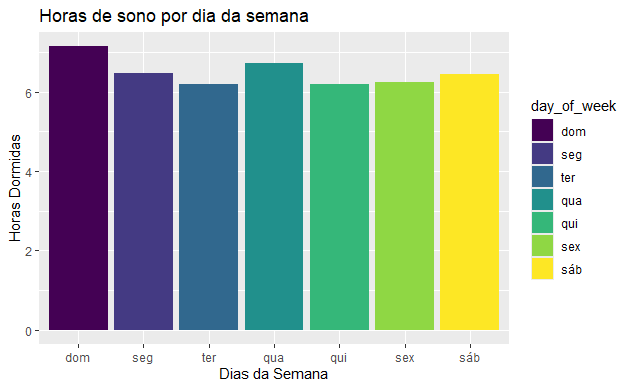 Horas de sono por dia da semana
Horas Dormidas
6
4
2
0
dom seg ter qua qui sex sáb
Dias da Semana
day_of_week
dom
seg
ter
qua
qui
sex
sáb